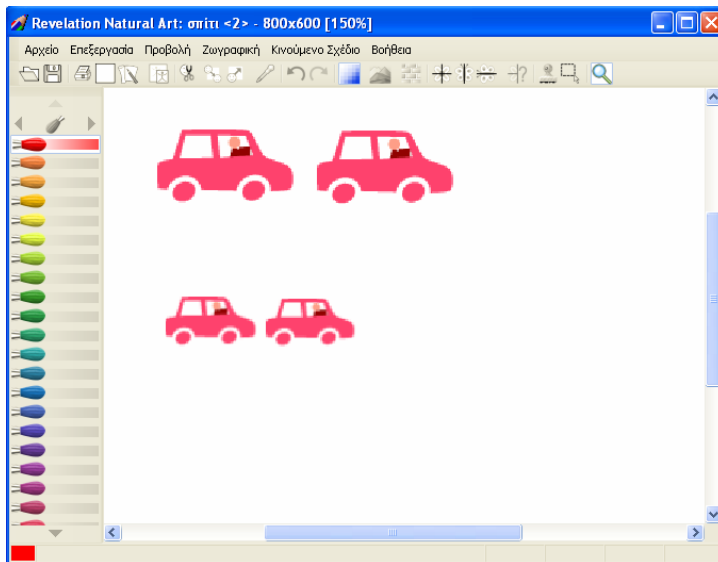 Revelation Natural Art: σπίτι <2> - 800x600 [150%]
Αρχείο Επεξεργασία Προβολή Ζωγραφική Κινούμενο Σχέδιο Βοήθεια